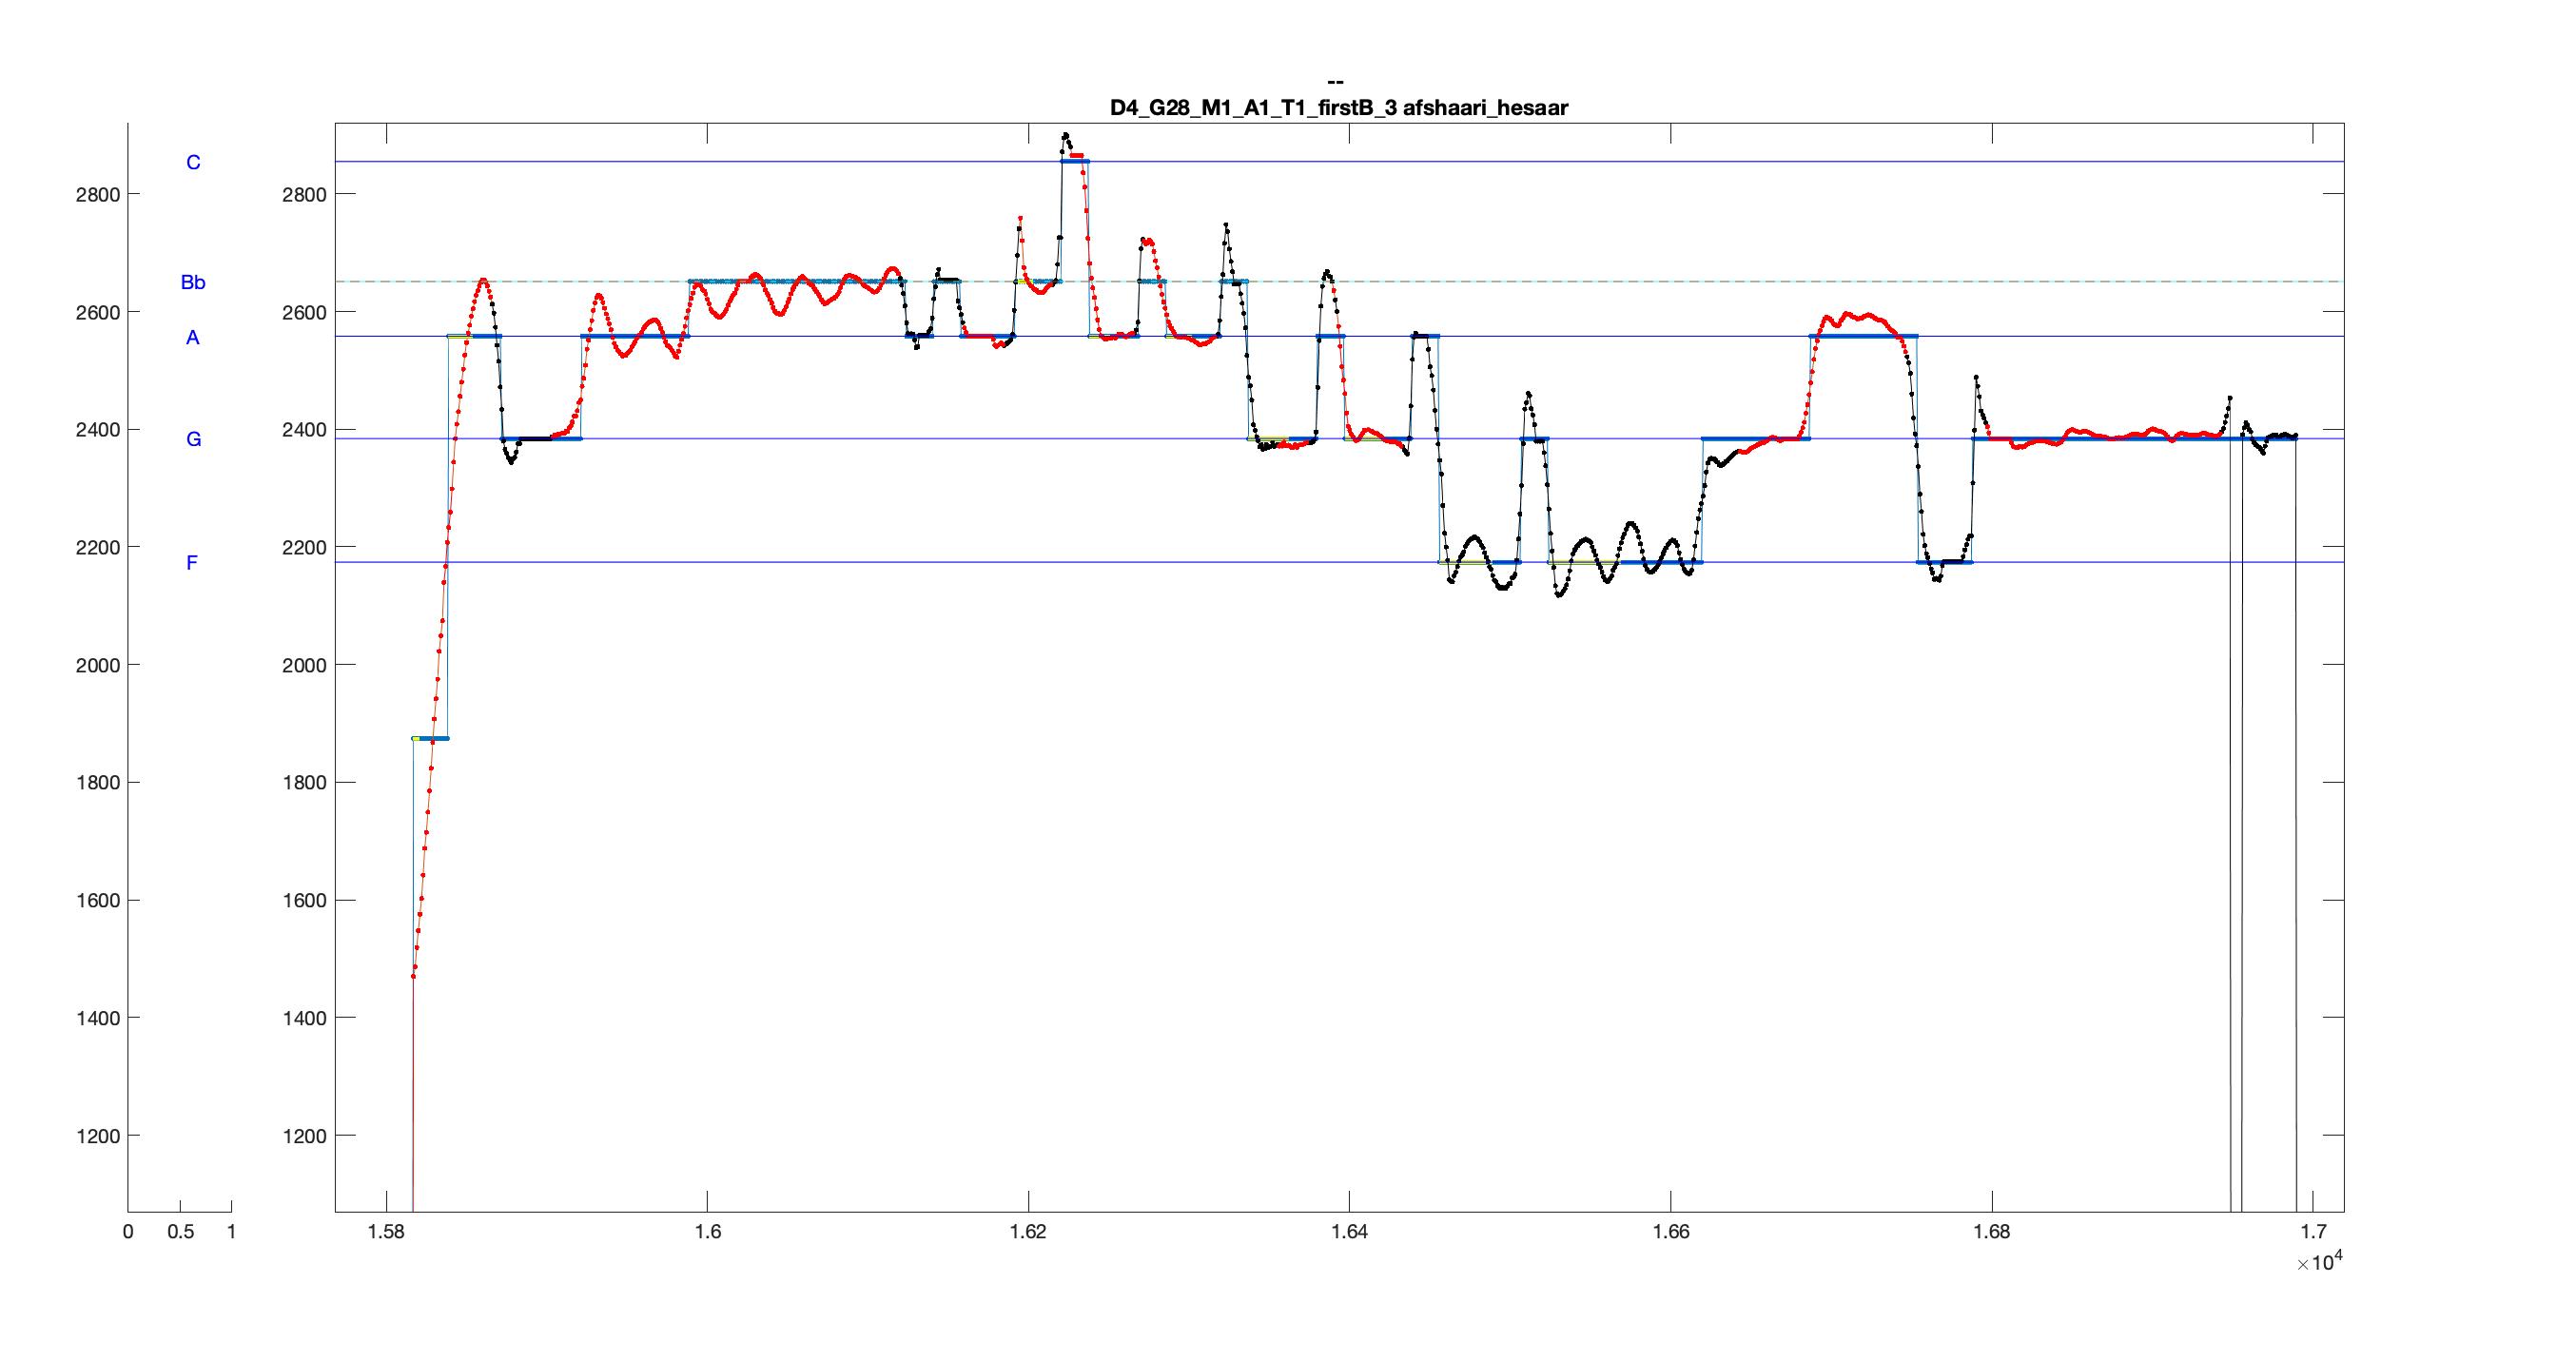 --
D4_G28_M1_A1_T1_firstB_3 afshaari_hesaar
C
2800 2800
Bb
2600 2600
A
2400 G 2400
2200 2200
F
2000 2000
1800 1800
1600 1600
1400 1400
1200 1200
0 0.5 1 1.58 1.6 1.62 1.64 1.66 1.68 1.7
×10⁴